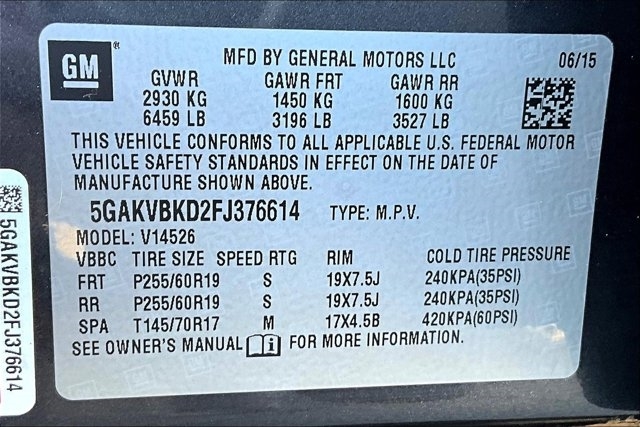 GM
MFD BY GENERAL MOTORS LLC 06/15
GVWR GAWR FRT GAWR RR
2930 KG 1450 KG 1600 KG
6459 LB 3196 LB 3527 LB
THIS VEHICLE CONFORMS TO ALL APPLICABLE U.S. FEDERAL MOTOR
VEHICLE SAFETY STANDARDS IN EFFECT ON THE DATE OF
MANUFACTURE SHOWN ABOVE.
5GAKVBKD2FJ376614 TYPE: M.P.V.
MODEL: V14526
VBBC TIRE SIZE SPEED RTG RIM COLD TIRE PRESSURE
FRT P255/60R19 S 19X7.5J 240KPA(35PSI)
RR P255/60R19 S 19X7.5J 240KPA(35PSI)
SPA T145/70R17 M 17X4.5B 420KPA(60PSI)
SEE OWNER'S MANUAL FOR MORE INFORMATION.
5GAKVBKD2FJ376614